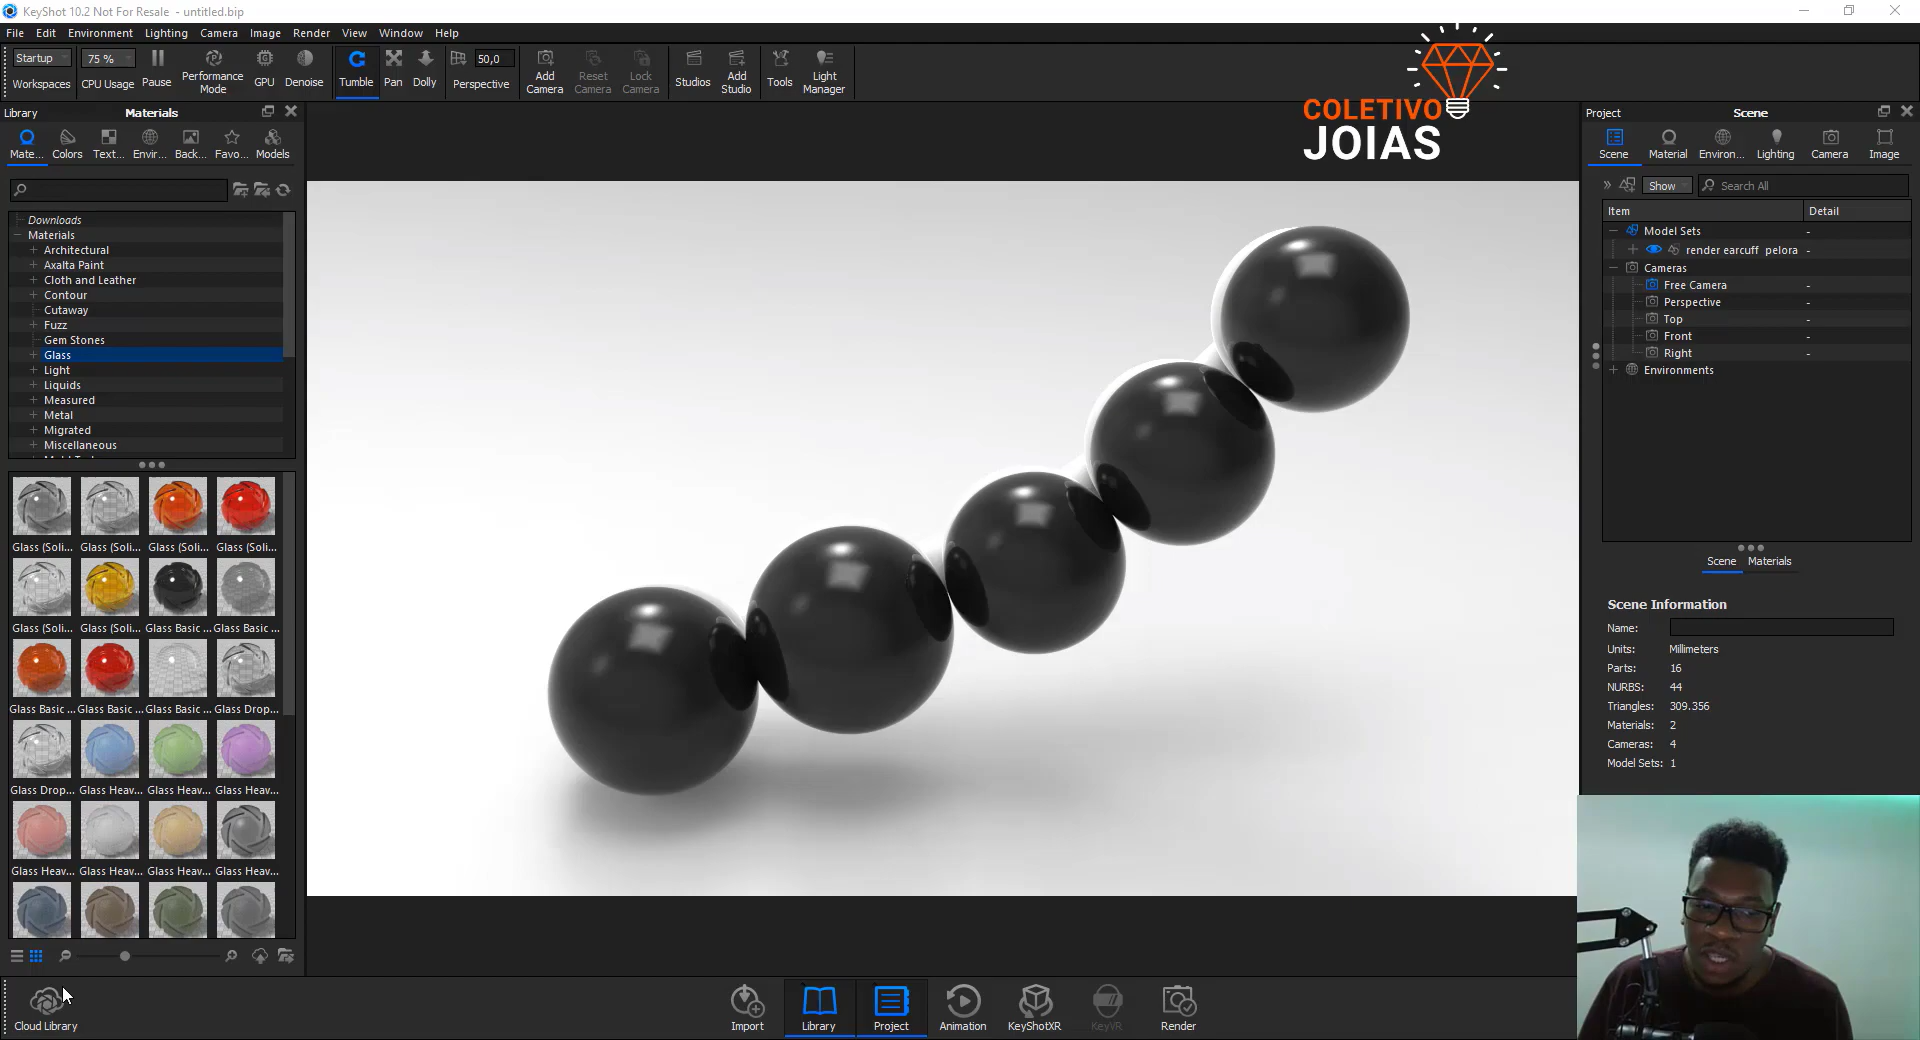 KeyShot 10.2 Not For Resale - untitled.bip
File Edit Environment Lighting Camera Image Render View Window Help
Startup
Workspaces
75 %
CPU Usage
Pause
Performance
Mode
GPU
Denoise
Tumble
Pan
Dolly
50,0
Perspective
Add
Camera
Reset
Camera
Lock
Camera
Studios
Add
Studio
Tools
Light
Manager
COLETIVO
JOIAS
Library
Materials
Mate... Colors Text... Envir... Back... Favo... Models
Downloads
Materials
Architectural
Axalta Paint
Cloth and Leather
Contour
Cutaway
Fuzz
Gem Stones
Glass
Light
Liquids
Measured
Metal
Migrated
Miscellaneous
Glass (Soli... Glass (Soli... Glass (Soli... Glass (Soli...
Glass (Soli... Glass (Soli... Glass Basic ... Glass Basic ...
Glass Basic ... Glass Basic ... Glass Basic ... Glass Drop...
Glass Drop... Glass Heav... Glass Heav... Glass Heav...
Glass Heav... Glass Heav... Glass Heav... Glass Heav...
Cloud Library
Import
Library
Project
Animation
KeyShotXR
KeyVR
Render
Project
Scene
Scene Material Environ... Lighting Camera Image
Show
Search All
Item Detail
Model Sets -
render earcuff pelora -
Cameras
Free Camera -
Perspective -
Top -
Front -
Right -
Environments
Scene Materials
Scene Information
Name:
Units: Millimeters
Parts: 16
NURBS: 44
Triangles: 309.356
Materials: 2
Cameras: 4
Model Sets: 1